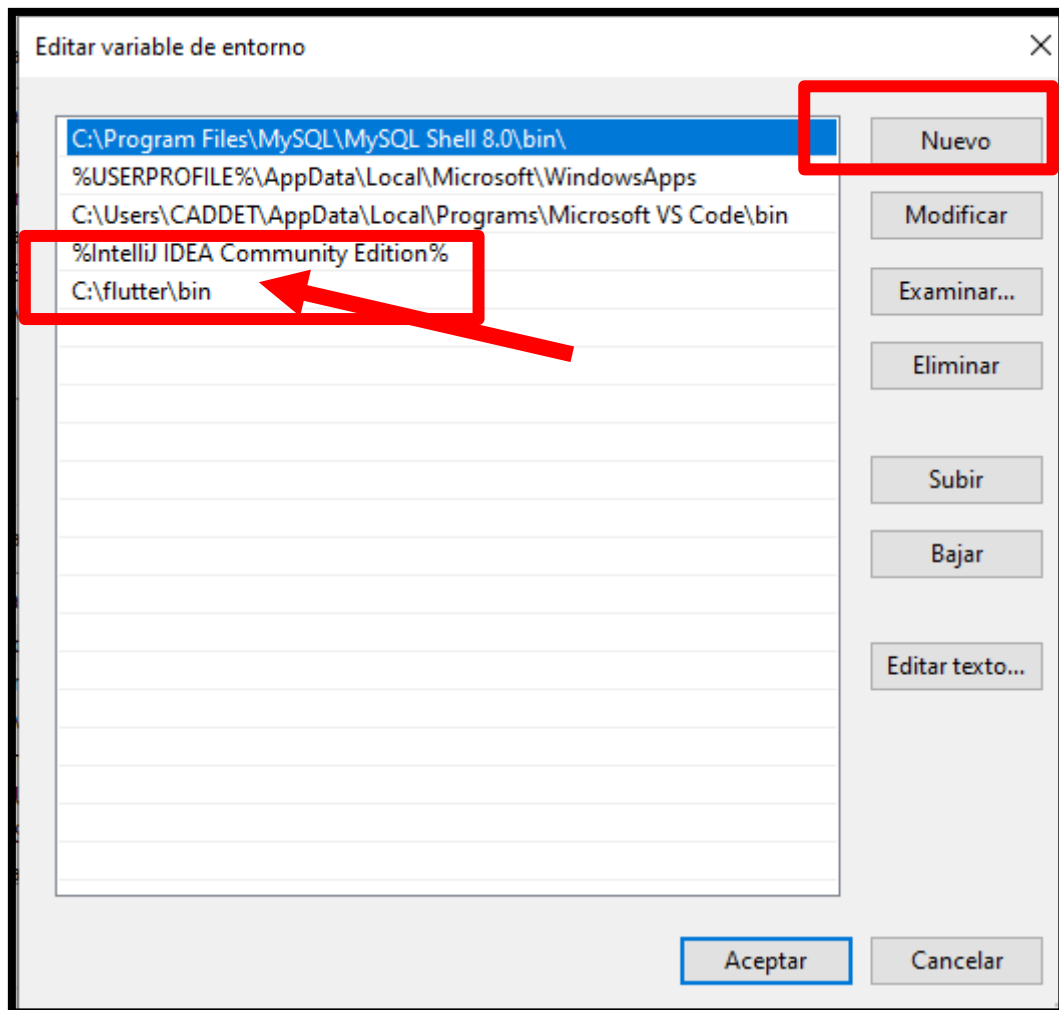 Editar variable de entorno
C:\Program Files\MySQL\MySQL Shell 8.0\bin\
%USERPROFILE%\AppData\Local\Microsoft\WindowsApps
C:\Users\CADDET\AppData\Local\Programs\Microsoft VS Code\bin
%IntelliJ IDEA Community Edition%
C:\flutter\bin
Nuevo
Modificar
Examinar...
Eliminar
Subir
Bajar
Editar texto...
Aceptar
Cancelar